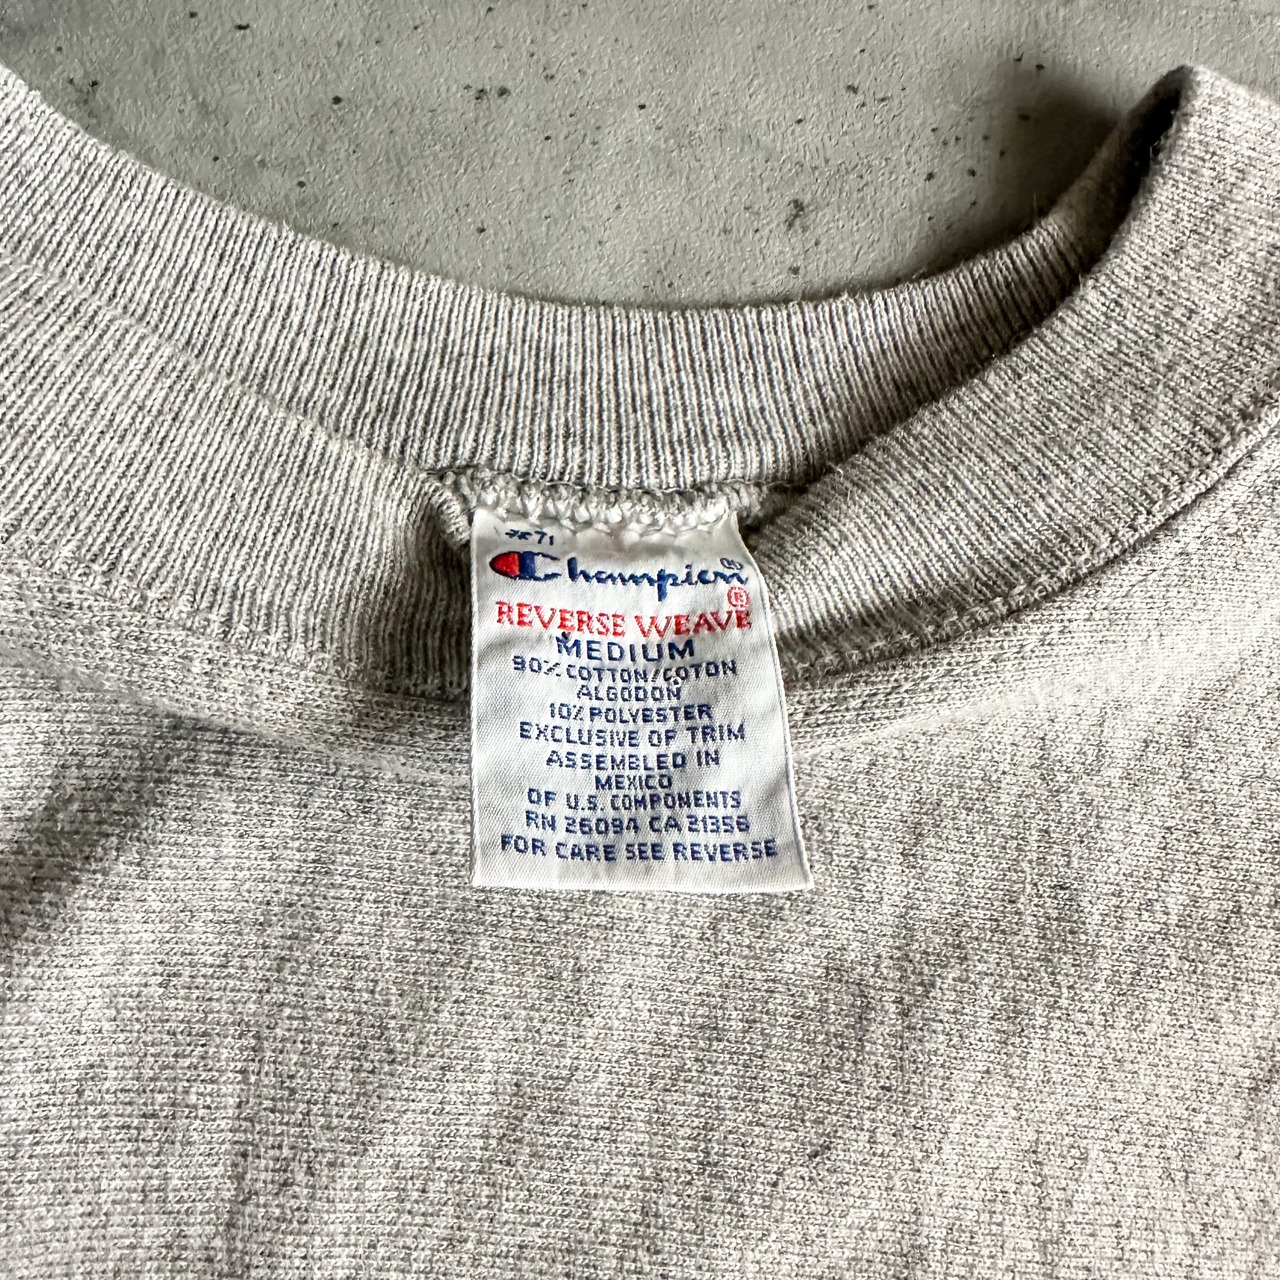 #71
Champion®
REVERSE WEAVE®
MEDIUM
90% COTTON/COTON
ALGODON
10% POLYESTER
EXCLUSIVE OF TRIM
ASSEMBLED IN
MEXICO
OF U.S. COMPONENTS
RN 26094 CA 21356
FOR CARE SEE REVERSE